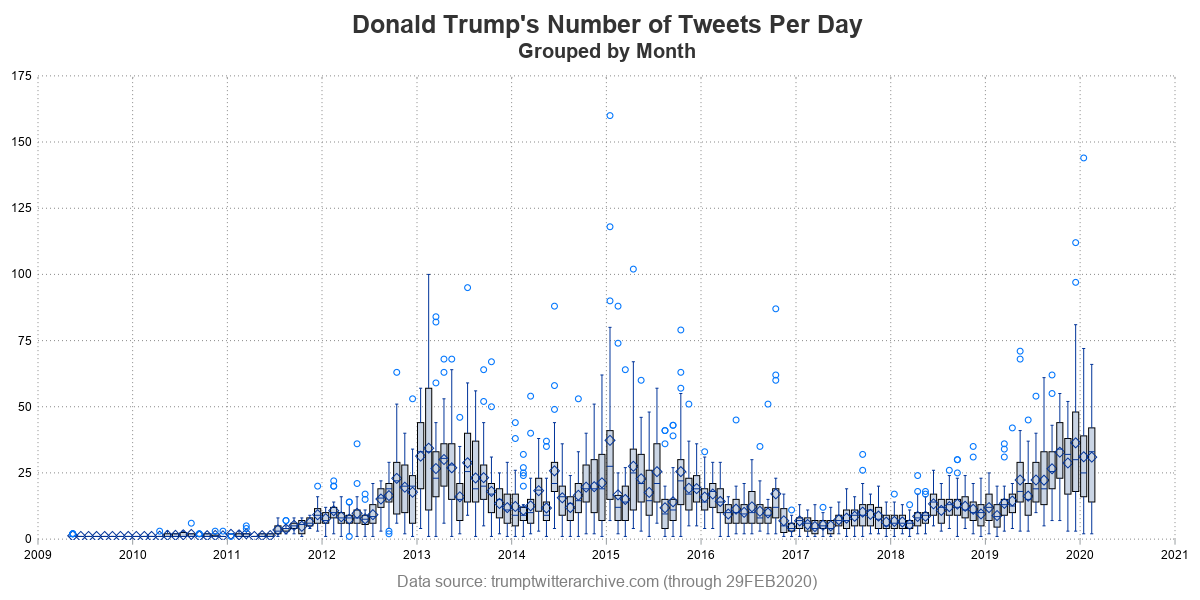 Donald Trump's Number of Tweets Per Day
Grouped by Month
175
150
125
100
75
50
25
0
2009 2010 2011 2012 2013 2014 2015 2016 2017 2018 2019 2020 2021
Data source: trumptwitterarchive.com (through 29FEB2020)